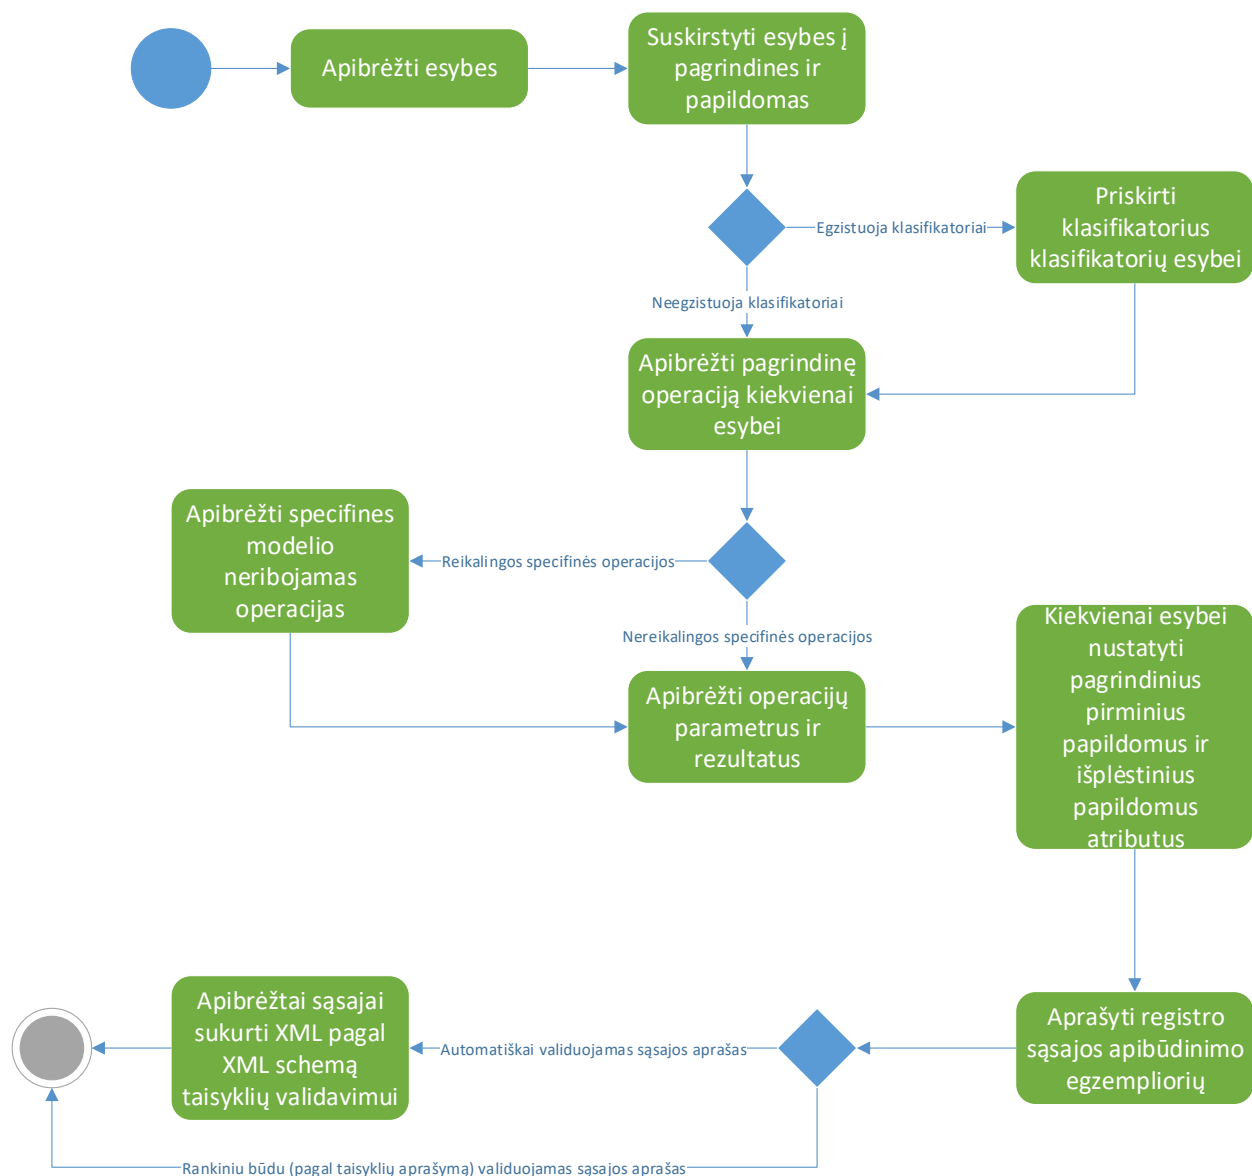 Apibrėžti esybes
Suskirstyti esybes į
pagrindines ir
papildomas
Egzistuoja klasifikatoriai
Priskirti
klasifikatorius
klasifikatorių esybei
Neegzistuoja klasifikatoriai
Apibrėžti pagrindinę
operaciją kiekvienai
esybei
Apibrėžti specifines
modelio
neribojamas
operacijas
Reikalingos specifinės operacijos
Nereikalingos specifinės operacijos
Apibrėžti operacijų
parametrus ir
rezultatus
Kiekvienai esybei
nustatyti
pagrindinius
pirminius
papildomus ir
išplėstinius
papildomus
atributus
Aprašyti registro
sąsajos apibūdinimo
egzempliorių
Automatiškai validuojamas sąsajos aprašas
Apibrėžtai sąsajai
sukurti XML pagal
XML schemą
taisyklių validavimui
Rankiniu būdu (pagal taisyklių aprašymą) validuojamas sąsajos aprašas